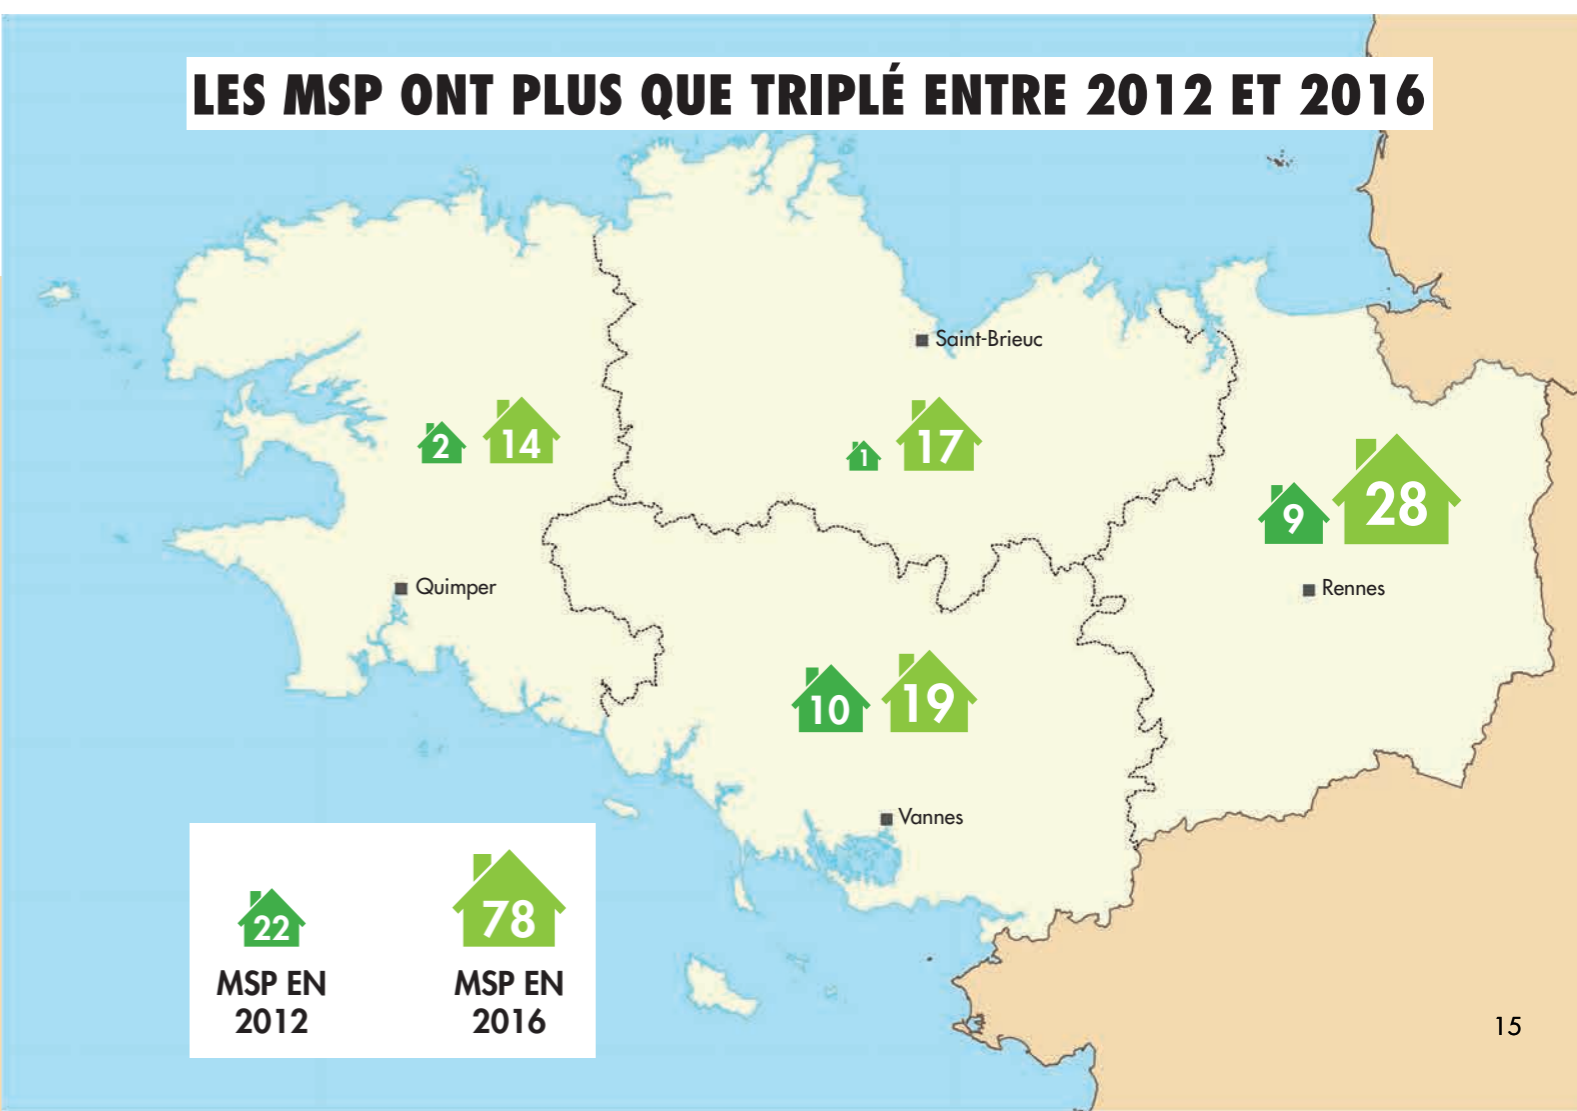 LES MSP ONT PLUS QUE TRIPLÉ ENTRE 2012 ET 2016
Saint-Brieuc
2 14
1 17
9 28
Quimper
Rennes
10 19
Vannes
22 78
MSP EN
2012
MSP EN
2016
15